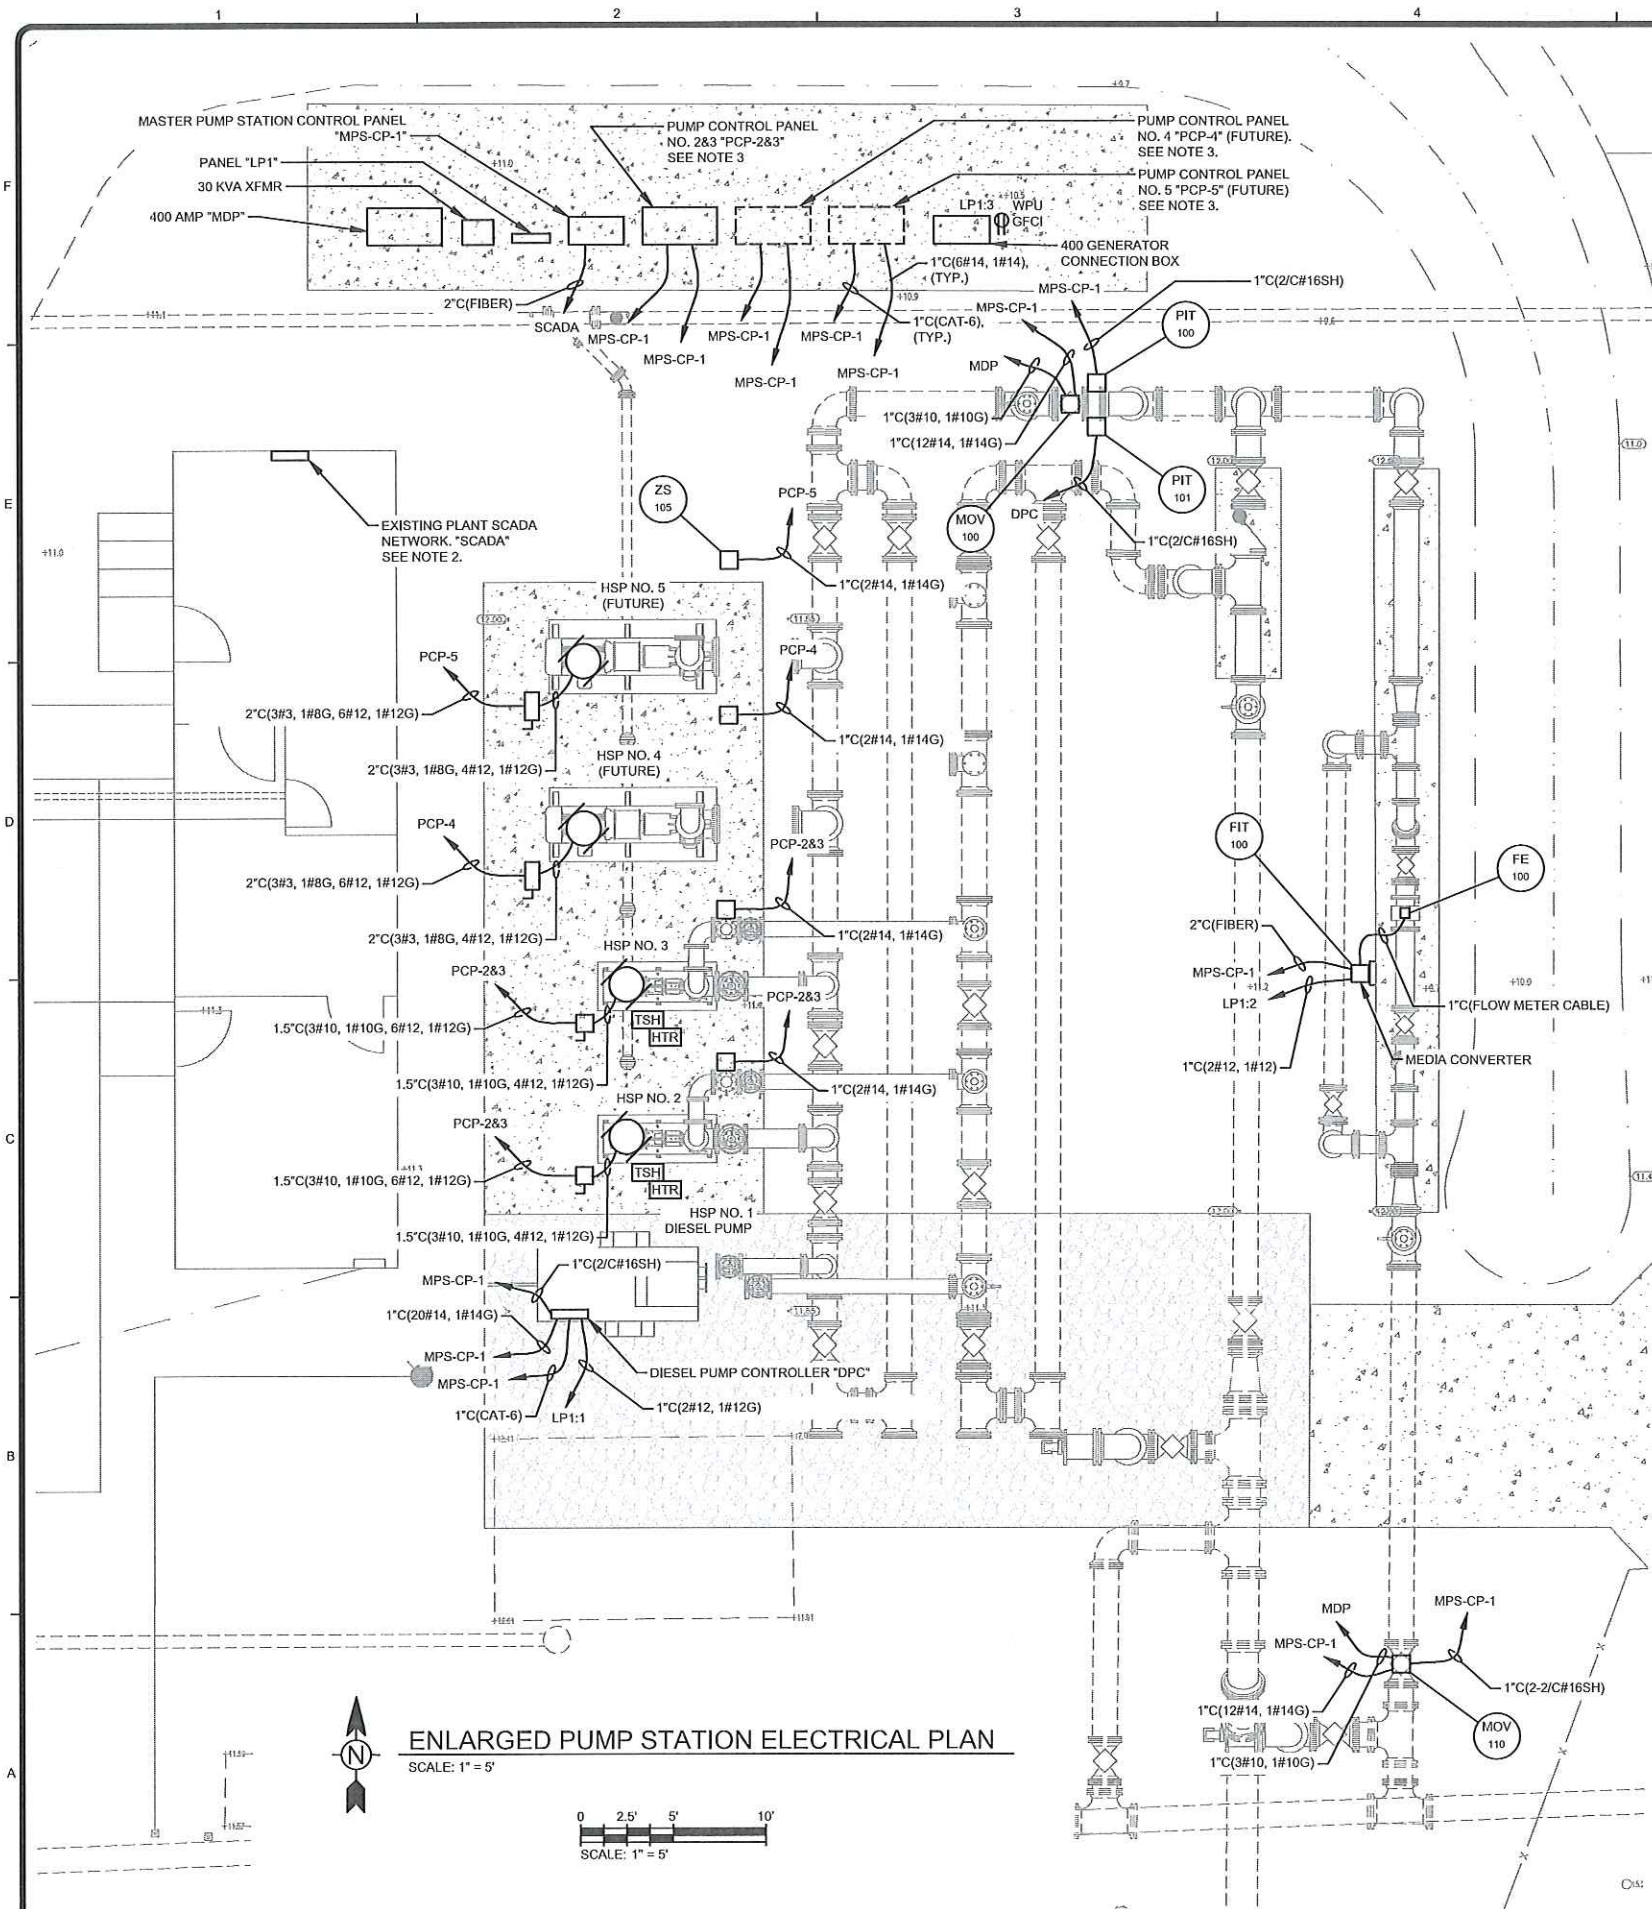 1
2
3
4
F
E
D
C
B
A
MASTER PUMP STATION CONTROL PANEL
"MPS-CP-1"
PANEL "LP1"
30 KVA XFMR
400 AMP "MDP"
+11.0
PUMP CONTROL PANEL
NO. 2&3 "PCP-2&3"
SEE NOTE 3
PUMP CONTROL PANEL
NO. 4 "PCP-4" (FUTURE).
SEE NOTE 3.
PUMP CONTROL PANEL
NO. 5 "PCP-5" (FUTURE)
SEE NOTE 3.
LP1:3
WPU
GFCI
400 GENERATOR
CONNECTION BOX
1"C(6#14, 1#14),
(TYP.)
+10.9
1"C(CAT-6),
(TYP.)
2"C(FIBER)
SCADA
MPS-CP-1
MPS-CP-1
MPS-CP-1
MPS-CP-1
MPS-CP-1
MPS-CP-1
MPS-CP-1
MPS-CP-1
1"C(2/C#16SH)
PIT
100
MDP
1"C(3#10, 1#10G)
1"C(12#14, 1#14G)
PIT
101
MOV
100
DPC
1"C(2/C#16SH)
EXISTING PLANT SCADA
NETWORK. "SCADA"
SEE NOTE 2.
+11.0
ZS
105
PCP-5
1"C(2#14, 1#14G)
HSP NO. 5
(FUTURE)
PCP-5
2"C(3#3, 1#8G, 6#12, 1#12G)
2"C(3#3, 1#8G, 4#12, 1#12G)
PCP-4
1"C(2#14, 1#14G)
HSP NO. 4
(FUTURE)
PCP-4
2"C(3#3, 1#8G, 6#12, 1#12G)
2"C(3#3, 1#8G, 4#12, 1#12G)
PCP-2&3
1"C(2#14, 1#14G)
HSP NO. 3
PCP-2&3
1.5"C(3#10, 1#10G, 6#12, 1#12G)
1.5"C(3#10, 1#10G, 4#12, 1#12G)
TSH
HTR
PCP-2&3
1"C(2#14, 1#14G)
HSP NO. 2
PCP-2&3
1.5"C(3#10, 1#10G, 6#12, 1#12G)
1.5"C(3#10, 1#10G, 4#12, 1#12G)
TSH
HTR
HSP NO. 1
DIESEL PUMP
1"C(2/C#16SH)
MPS-CP-1
1"C(20#14, 1#14G)
MPS-CP-1
MPS-CP-1
1"C(CAT-6)
LP1:1
DIESEL PUMP CONTROLLER "DPC"
1"C(2#12, 1#12G)
FIT
100
FE
100
2"C(FIBER)
MPS-CP-1
+11.2
LP1:2
1"C(2#12, 1#12)
+10.9
1"C(FLOW METER CABLE)
MEDIA CONVERTER
MDP
MPS-CP-1
MPS-CP-1
1"C(2-2/C#16SH)
1"C(12#14, 1#14G)
1"C(3#10, 1#10G)
MOV
110
N
ENLARGED PUMP STATION ELECTRICAL PLAN
SCALE: 1" = 5'
0 2.5' 5' 10'
SCALE: 1" = 5'